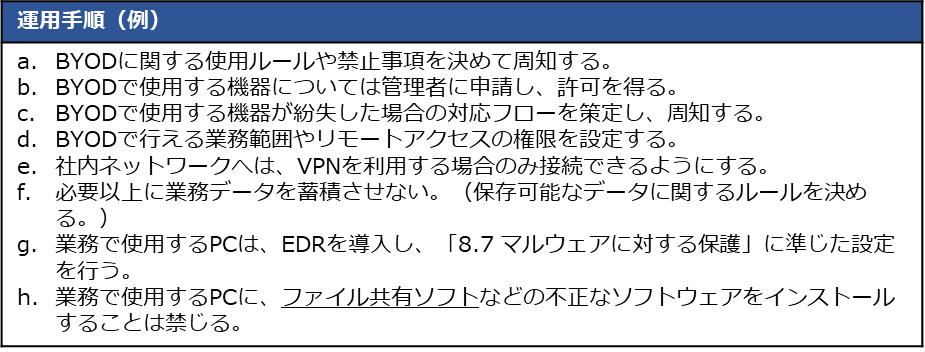 運用手順（例）
a. BYODに関する使用ルールや禁止事項を決めて周知する。
b. BYODで使用する機器については管理者に申請し、許可を得る。
c. BYODで使用する機器が紛失した場合の対応フローを策定し、周知する。
d. BYODで行える業務範囲やリモートアクセスの権限を設定する。
e. 社内ネットワークへは、VPNを利用する場合のみ接続できるようにする。
f. 必要以上に業務データを蓄積させない。（保存可能なデータに関するルールを決め
る。）
g. 業務で使用するPCは、EDRを導入し、「8.7 マルウェアに対する保護」に準じた設定
を行う。
h. 業務で使用するPCに、ファイル共有ソフトなどの不正なソフトウェアをインストール
することは禁じる。